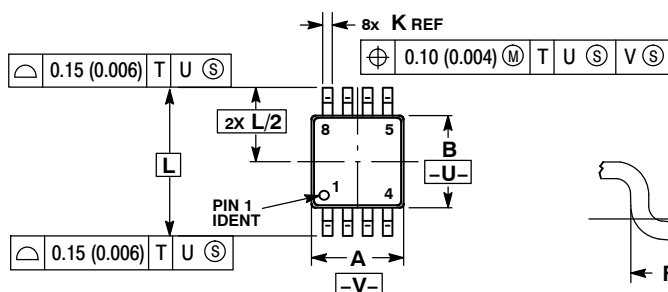 8x K REF
⌖ 0.10 (0.004) Ⓜ T U Ⓢ V Ⓢ
⌓ 0.15 (0.006) T U Ⓢ
2X L/2
8 5
L
B
–U–
1 4
PIN 1
IDENT
⌓ 0.15 (0.006) T U Ⓢ
A
–V–